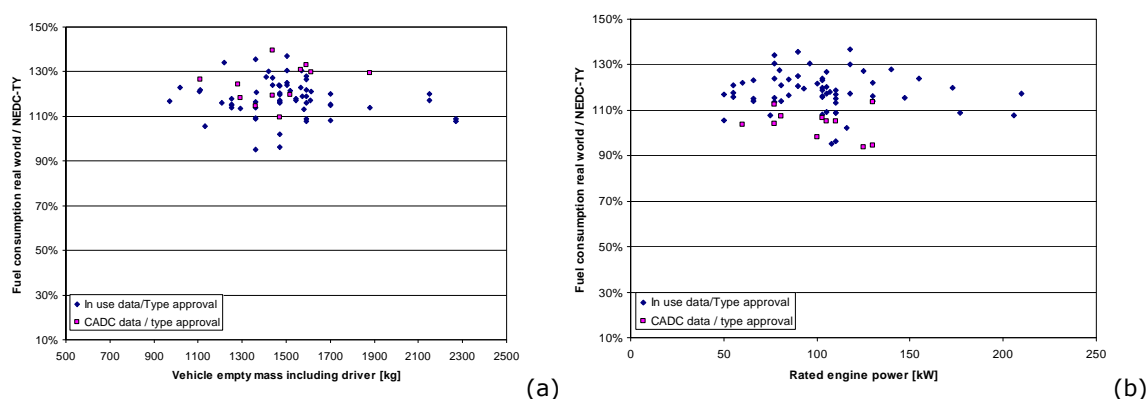 150%
130%
110%
90%
70%
50%
30%
10%
Fuel consumption real world / NEDC-TY
In use data/Type approval
CADC data / type approval
500 700 900 1100 1300 1500 1700 1900 2100 2300 2500
Vehicle empty mass including driver [kg]
(a)
150%
130%
110%
90%
70%
50%
30%
10%
Fuel consumption real world / NEDC-TY
In use data/Type approval
CADC data / type approval
0 50 100 150 200 250
Rated engine power [kW]
(b)